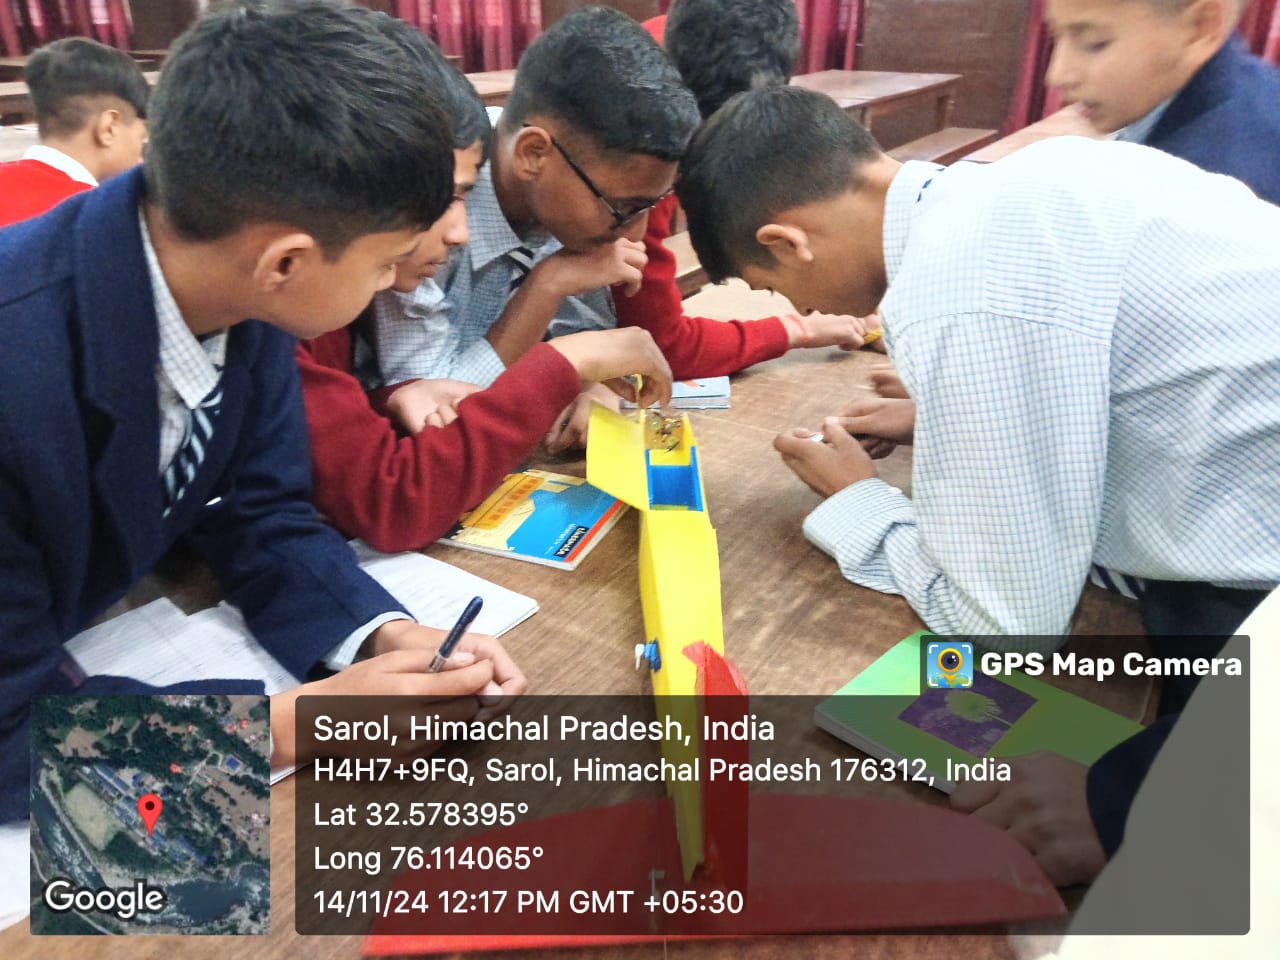 classmate
GPS Map Camera
Sarol, Himachal Pradesh, India
H4H7+9FQ, Sarol, Himachal Pradesh 176312, India
Lat 32.578395°
Long 76.114065°
14/11/24 12:17 PM GMT +05:30
Google